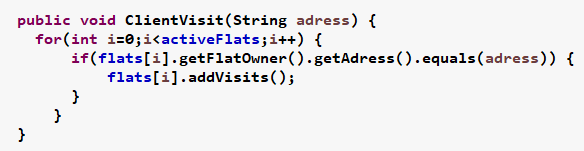 public void ClientVisit(String adress) {
for(int i=0;i<activeFlats;i++) {
if(flats[i].getFlatOwner().getAdress().equals(adress)) {
flats[i].addVisits();
}
}
}